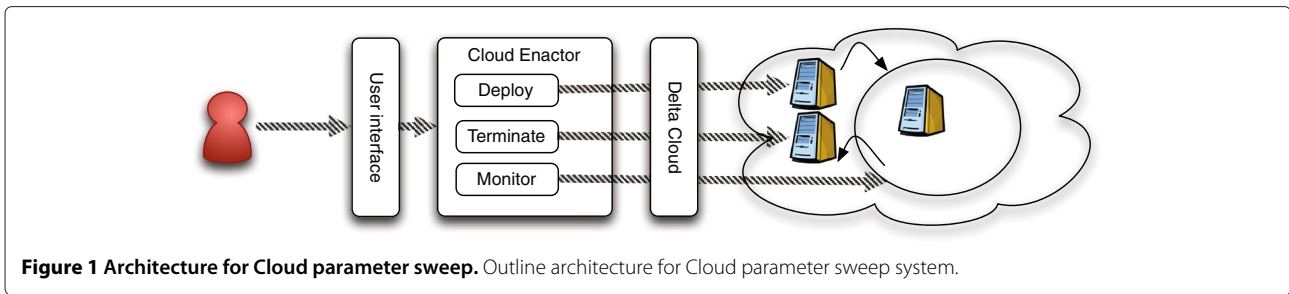 User interface
Cloud Enactor
Deploy
Terminate
Monitor
Delta Cloud
Figure 1 Architecture for Cloud parameter sweep. Outline architecture for Cloud parameter sweep system.